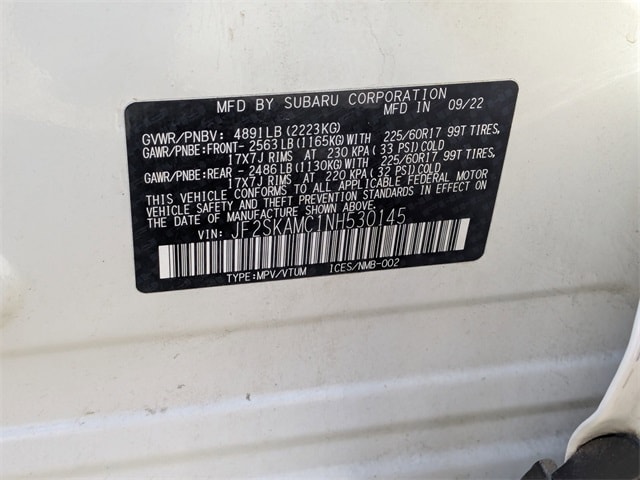 MFD BY SUBARU CORPORATION
MFD IN 09/22
GVWR/PNBV: 4891LB(2223KG)
GAWR/PNBE:FRONT- 2563LB(1165KG)WITH 225/60R17 99T TIRES,
17X7J RIMS AT 230 KPA(33 PSI)COLD
GAWR/PNBE:REAR - 2486LB(1130KG)WITH 225/60R17 99T TIRES,
17X7J RIMS AT 220 KPA(32 PSI)COLD
THIS VEHICLE CONFORMS TO ALL APPLICABLE FEDERAL MOTOR
VEHICLE SAFETY AND THEFT PREVENTION STANDARDS IN EFFECT ON
THE DATE OF MANUFACTURE SHOWN ABOVE.
VIN: JF2SKAMC1NH530145
TYPE:MPV/VTUM ICES/NMB-002